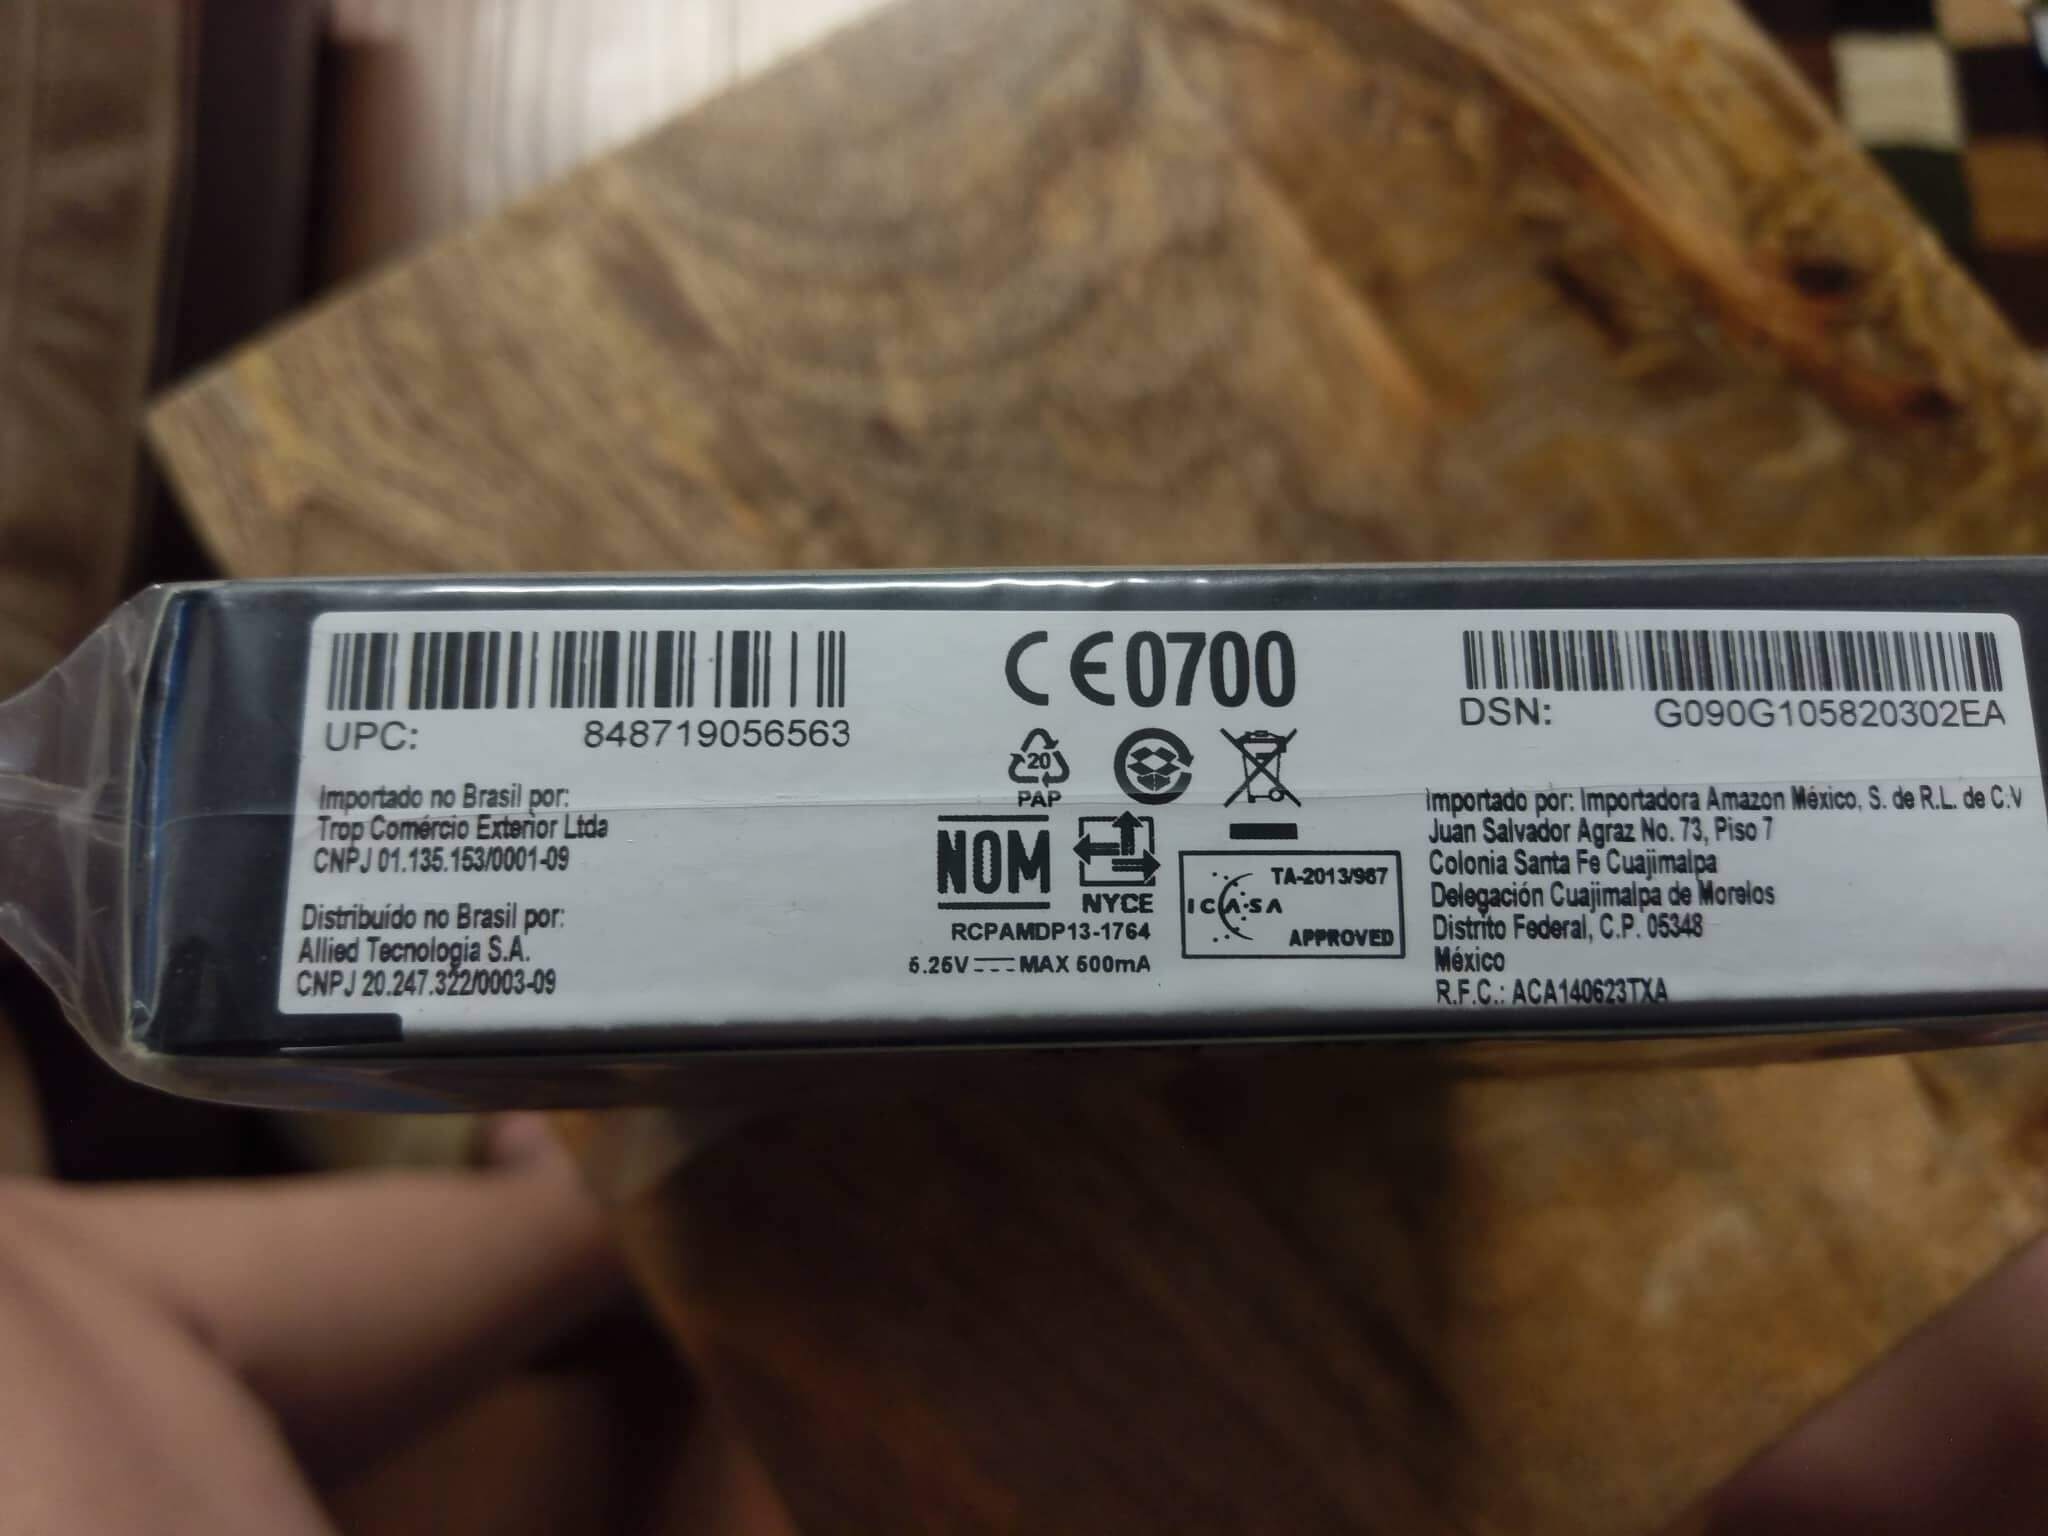 UPC: 848719056563
Importado no Brasil por:
Trop Comércio Exterior Ltda
CNPJ 01.135.153/0001-09
Distribuído no Brasil por:
Allied Tecnologia S.A.
CNPJ 20.247.322/0003-09
CE0700
20
PAP
NOM
NYCE
RCPAMDP13-1764
5.25V MAX 500mA
TA-2013/987
ICASA
APPROVED
DSN: G090G105820302EA
Importado por: Importadora Amazon México, S. de R.L. de C.V
Juan Salvador Agraz No. 73, Piso 7
Colonia Santa Fe Cuajimalpa
Delegación Cuajimalpa de Morelos
Distrito Federal, C.P. 05348
México
R.F.C.: ACA140623TXA